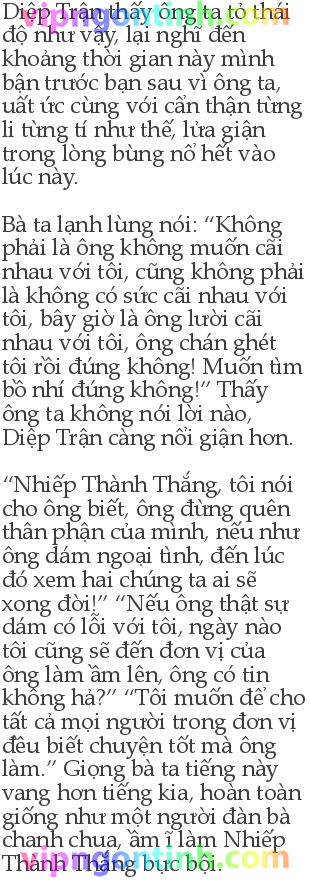 Diệp Trận thấy ông ta tỏ thái
độ như vậy, lại nghĩ đến
khoảng thời gian này mình
bận trước bạn sau vì ông ta,
uất ức cùng với cẩn thận từng
li từng tí như thế, lửa giận
trong lòng bùng nổ hết vào
lúc này.
Bà ta lạnh lùng nói: “Không
phải là ông không muốn cãi
nhau với tôi, cũng không phải
là không có sức cãi nhau với
tôi, bây giờ là ông lười cãi
nhau với tôi, ông chán ghét
tôi rồi đúng không! Muốn tìm
bồ nhí đúng không!” Thấy
ông ta không nói lời nào,
Diệp Trận càng nổi giận hơn.
“Nhiếp Thành Thắng, tôi nói
cho ông biết, ông đừng quên
thân phận của mình, nếu như
ông dám ngoại tình, đến lúc
đó xem hai chúng ta ai sẽ
xong đời!” “Nếu ông thật sự
dám có lỗi với tôi, ngày nào
tôi cũng sẽ đến đơn vị của
ông làm ầm lên, ông có tin
không hả?” “Tôi muốn để cho
tất cả mọi người trong đơn vị
đều biết chuyện tốt mà ông
làm.” Giọng bà ta tiếng này
vang hơn tiếng kia, hoàn toàn
giống như một người đàn bà
chanh chua, ầm ĩ làm Nhiếp
Thành Thắng bực bội.
vipngontinh.com